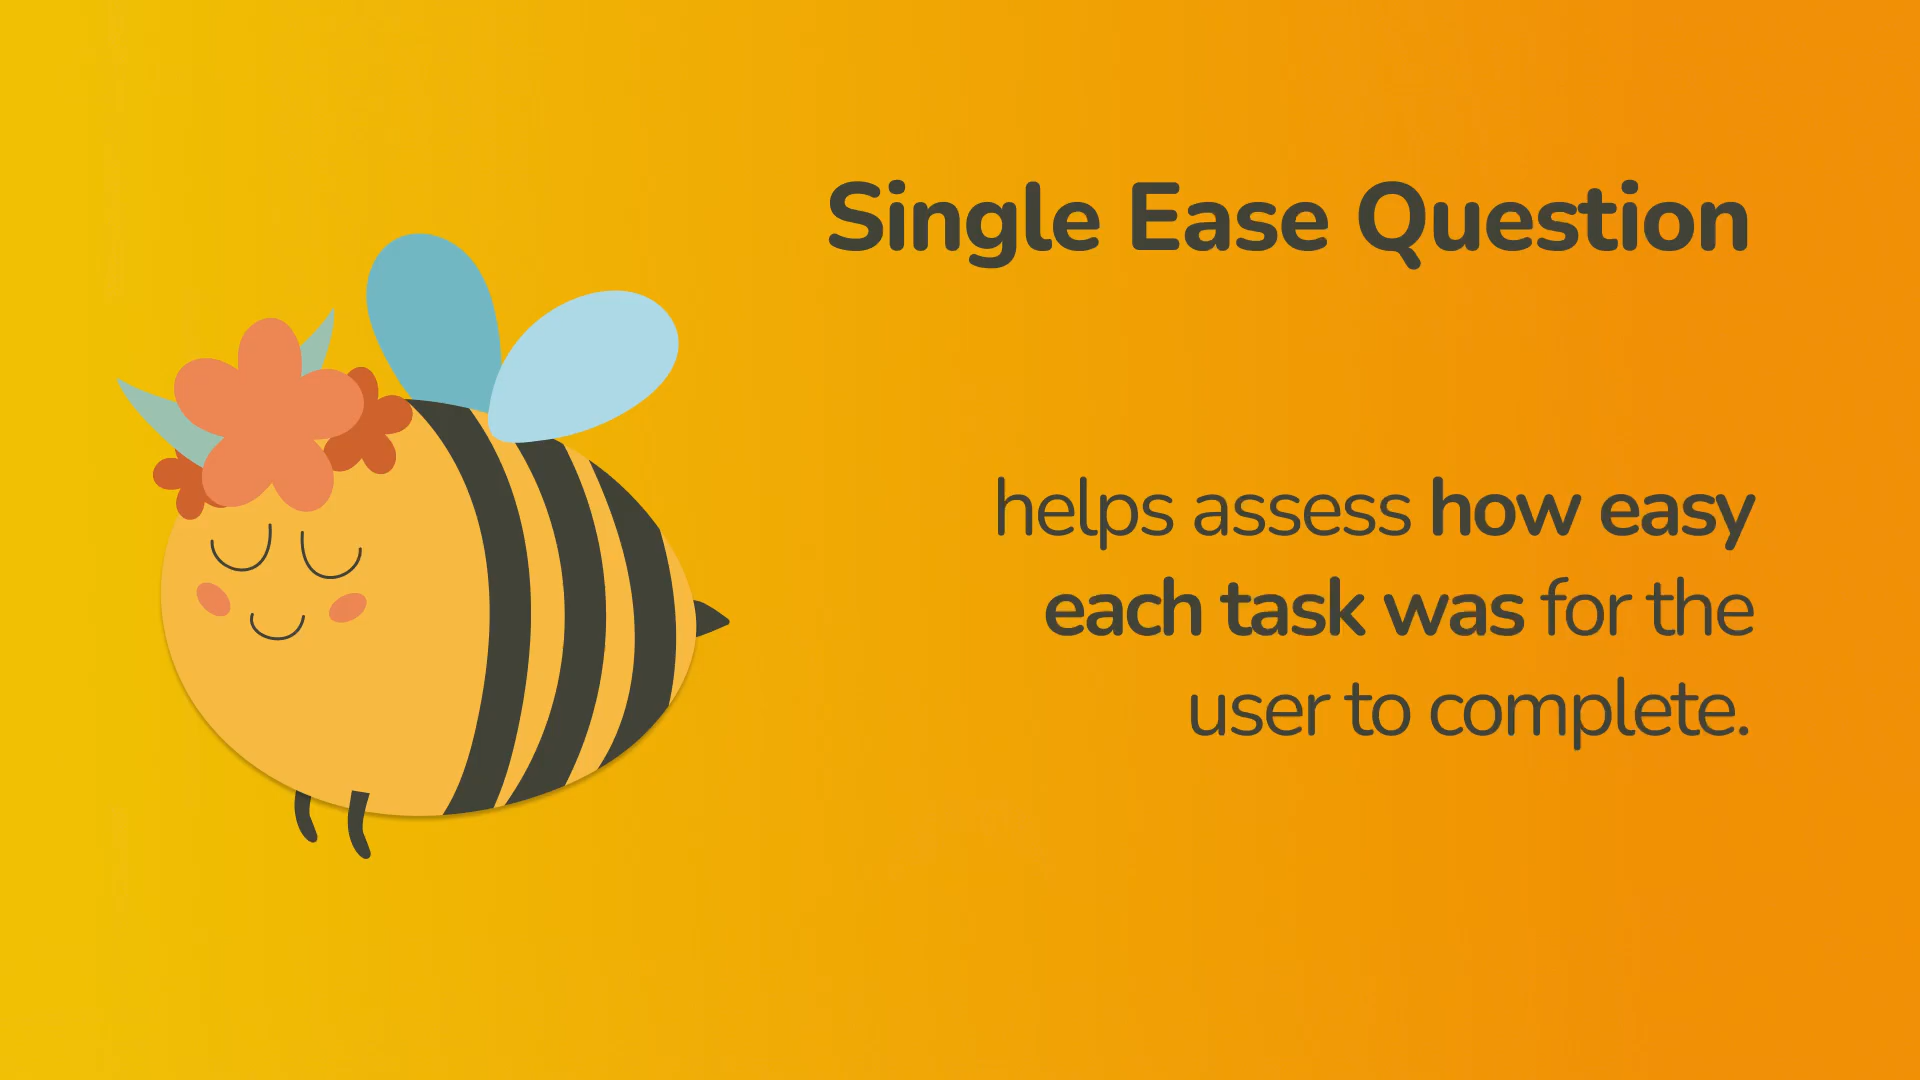 Single Ease Question
helps assess how easy
each task was for the
user to complete.